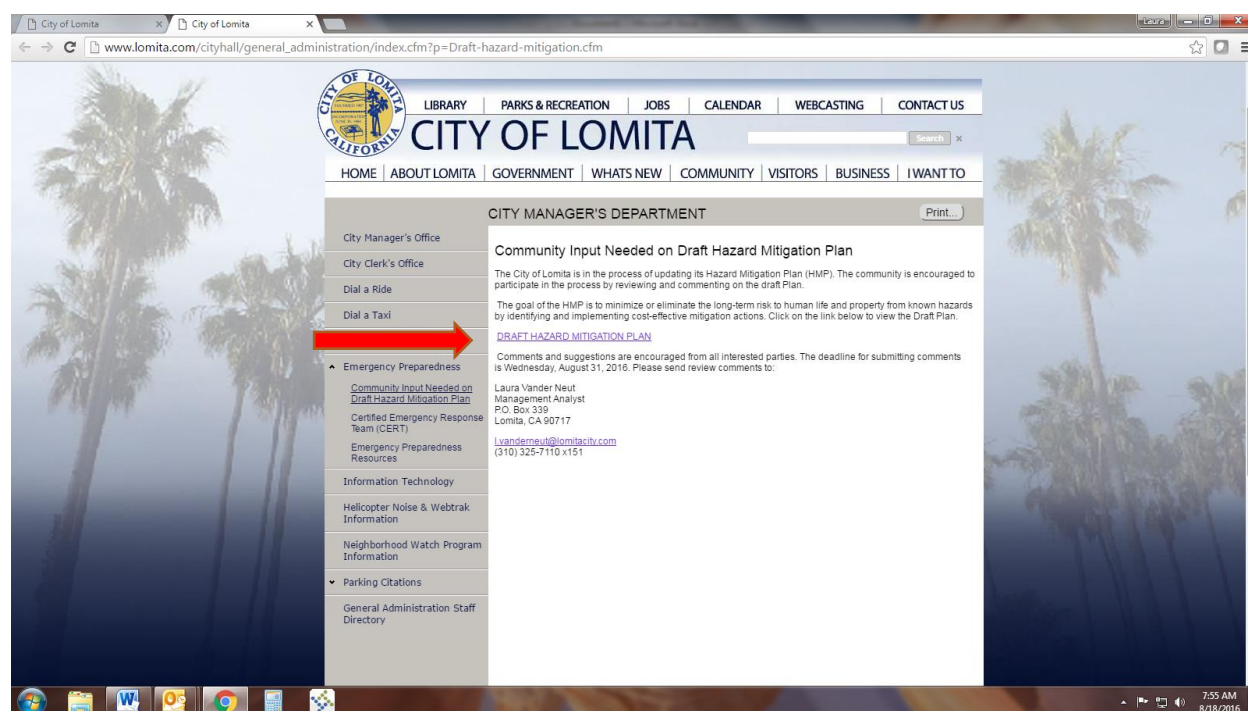 City of Lomita
City of Lomita
Laura
www.lomita.com/cityhall/general_administration/index.cfm?p=Draft-hazard-mitigation.cfm
CITY OF LOMITA
CALIFORNIA
LIBRARY PARKS & RECREATION JOBS CALENDAR WEBCASTING CONTACT US
CITY OF LOMITA
Search x
HOME ABOUT LOMITA GOVERNMENT WHATS NEW COMMUNITY VISITORS BUSINESS I WANT TO
CITY MANAGER'S DEPARTMENT
Print...
City Manager's Office
City Clerk's Office
Dial a Ride
Dial a Taxi
Emergency Preparedness
Community Input Needed on
Draft Hazard Mitigation Plan
Certified Emergency Response
Team (CERT)
Emergency Preparedness
Resources
Information Technology
Helicopter Noise & Webtrak
Information
Neighborhood Watch Program
Information
Parking Citations
General Administration Staff
Directory
Community Input Needed on Draft Hazard Mitigation Plan
The City of Lomita is in the process of updating its Hazard Mitigation Plan (HMP). The community is encouraged to
participate in the process by reviewing and commenting on the draft Plan.
The goal of the HMP is to minimize or eliminate the long-term risk to human life and property from known hazards
by identifying and implementing cost-effective mitigation actions. Click on the link below to view the Draft Plan.
DRAFT HAZARD MITIGATION PLAN
Comments and suggestions are encouraged from all interested parties. The deadline for submitting comments
is Wednesday, August 31, 2016. Please send review comments to:
Laura Vander Neut
Management Analyst
P.O. Box 339
Lomita, CA 90717
l.vanderneut@lomitacity.com
(310) 325-7110 x151
7:55 AM
8/18/2016